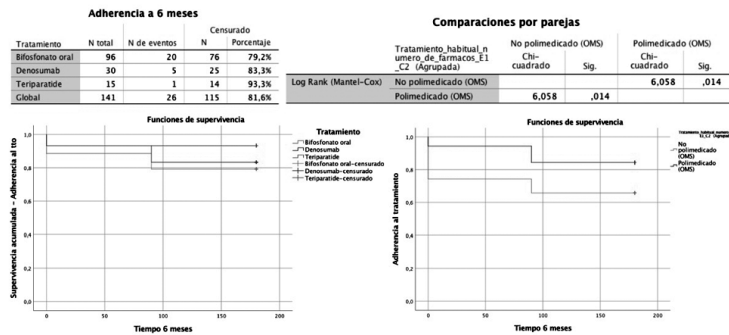 Adherencia a 6 meses
Censurado
Tratamiento N total N de eventos N Porcentaje
Bifosfonato oral 96 20 76 79,2%
Denosumab 30 5 25 83,3%
Teriparatide 15 1 14 93,3%
Global 141 26 115 81,6%
Comparaciones por parejas
No polimedicado (OMS) Polimedicado (OMS)
Tratamiento_habitual_n
umero_de_farmacos_E1
_C2 (Agrupada)
Chi-cuadrado Sig. Chi-cuadrado Sig.
Log Rank (Mantel-Cox) No polimedicado (OMS) 6,058 ,014
Polimedicado (OMS) 6,058 ,014
Funciones de supervivencia
Supervivencia acumulada - Adherencia al tto
1,0
0,8
0,6
0,4
0,2
0,0
0 50 100 150 200
Tiempo 6 meses
Tratamiento
Bifosfonato oral
Denosumab
Teriparatide
Bifosfonato oral-censurado
Denosumab-censurado
Teriparatide-censurado
Funciones de supervivencia
Adherencia al tratamiento
1,0
0,8
0,6
0,4
0,2
0,0
0 50 100 150 200
Tiempo 6 meses
No
polimedicado
(OMS)
Polimedicado
(OMS)